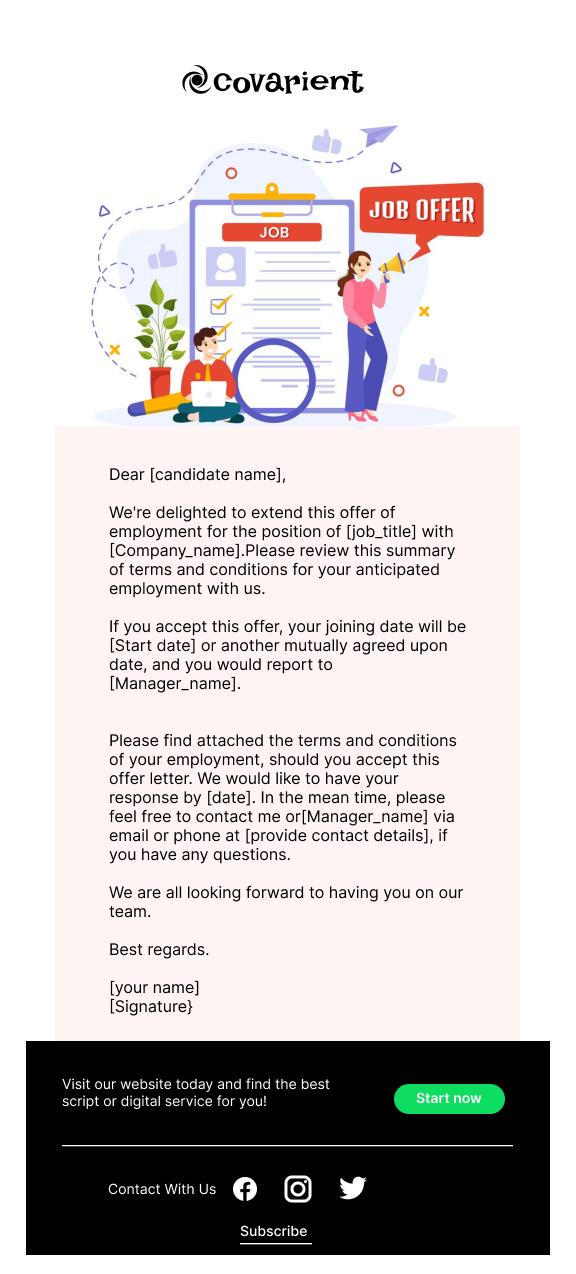 covarient
JOB OFFER
JOB
Dear [candidate name],
We're delighted to extend this offer of
employment for the position of [job_title] with
[Company_name].Please review this summary
of terms and conditions for your anticipated
employment with us.
If you accept this offer, your joining date will be
[Start date] or another mutually agreed upon
date, and you would report to
[Manager_name].
Please find attached the terms and conditions
of your employment, should you accept this
offer letter. We would like to have your
response by [date]. In the mean time, please
feel free to contact me or[Manager_name] via
email or phone at [provide contact details], if
you have any questions.
We are all looking forward to having you on our
team.
Best regards.
[your name]
[Signature}
Visit our website today and find the best
script or digital service for you!
Start now
Contact With Us
Subscribe